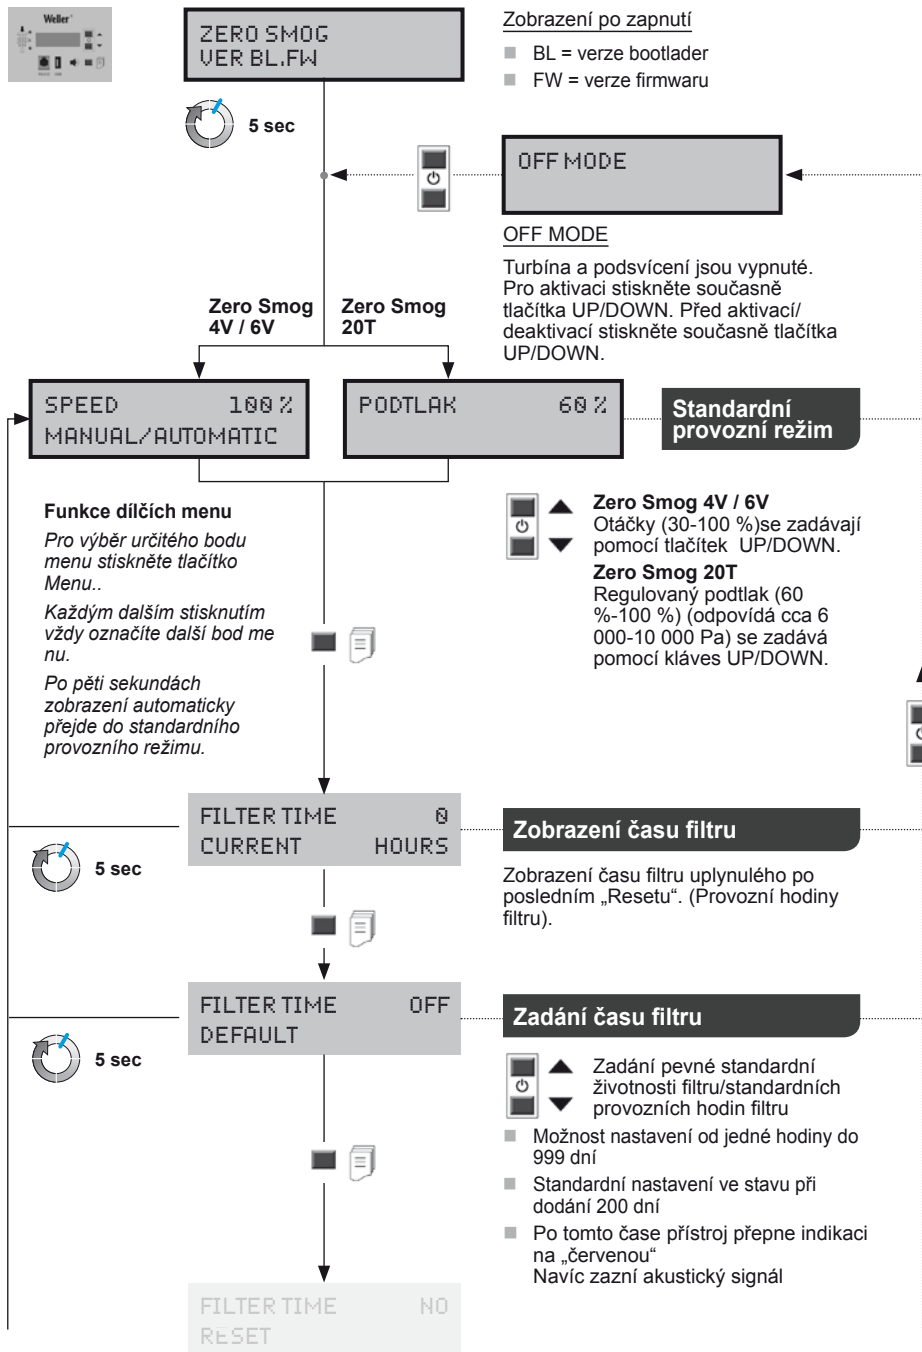 Weller
ZERO SMOG
VER BL.FW
Zobrazení po zapnutí
BL = verze bootlader
FW = verze firmwaru
5 sec
OFF MODE
OFF MODE
Turbína a podsvícení jsou vypnuté.
Pro aktivaci stiskněte současně
tlačítka UP/DOWN. Před aktivací/
deaktivací stiskněte současně tlačítka
UP/DOWN.
Zero Smog
4V / 6V
Zero Smog
20T
SPEED 100 %
MANUAL/AUTOMATIC
PODTLAK 60 %
Standardní
provozní režim
Funkce dílčích menu
Pro výběr určitého bodu
menu stiskněte tlačítko
Menu..
Každým dalším stisknutím
vždy označíte další bod me
nu.
Po pěti sekundách
zobrazení automaticky
přejde do standardního
provozního režimu.
Zero Smog 4V / 6V
Otáčky (30-100 %)se zadávají
pomocí tlačítek UP/DOWN.
Zero Smog 20T
Regulovaný podtlak (60
%-100 %) (odpovídá cca 6
000-10 000 Pa) se zadává
pomocí kláves UP/DOWN.
FILTER TIME 0
CURRENT HOURS
5 sec
Zobrazení času filtru
Zobrazení času filtru uplynulého po
posledním „Resetu“. (Provozní hodiny
filtru).
FILTER TIME OFF
DEFAULT
5 sec
Zadání času filtru
Zadání pevné standardní
životnosti filtru/standardních
provozních hodin filtru
Možnost nastavení od jedné hodiny do
999 dní
Standardní nastavení ve stavu při
dodání 200 dní
Po tomto čase přístroj přepne indikaci
na „červenou“
Navíc zazní akustický signál
FILTER TIME NO
RESET